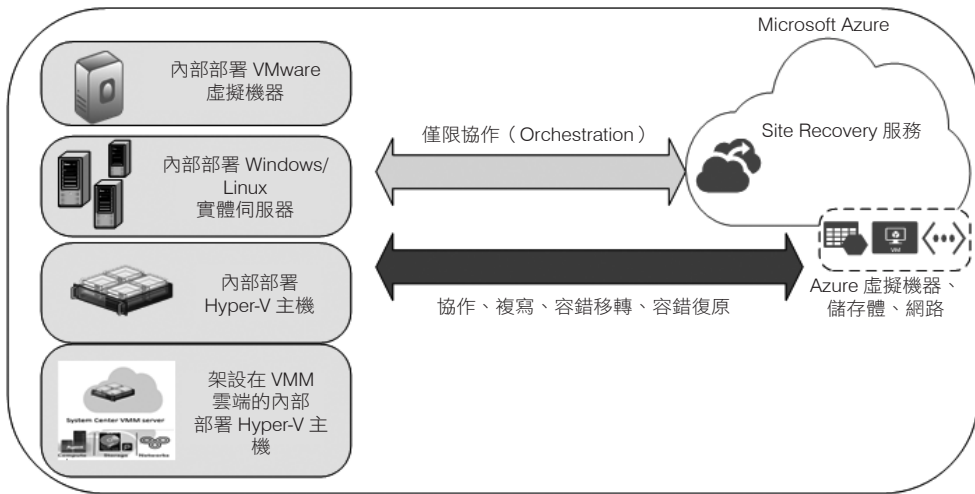 Microsoft Azure
內部部署 VMware
虛擬機器
內部部署 Windows/
Linux
實體伺服器
內部部署
Hyper-V 主機
架設在 VMM
雲端的內部
部署 Hyper-V 主
機
System Center VMM server
Compute
Storage
Networks
僅限協作（Orchestration）
協作、複寫、容錯移轉、容錯復原
Site Recovery 服務
VM
Azure 虛擬機器、
儲存體、網路